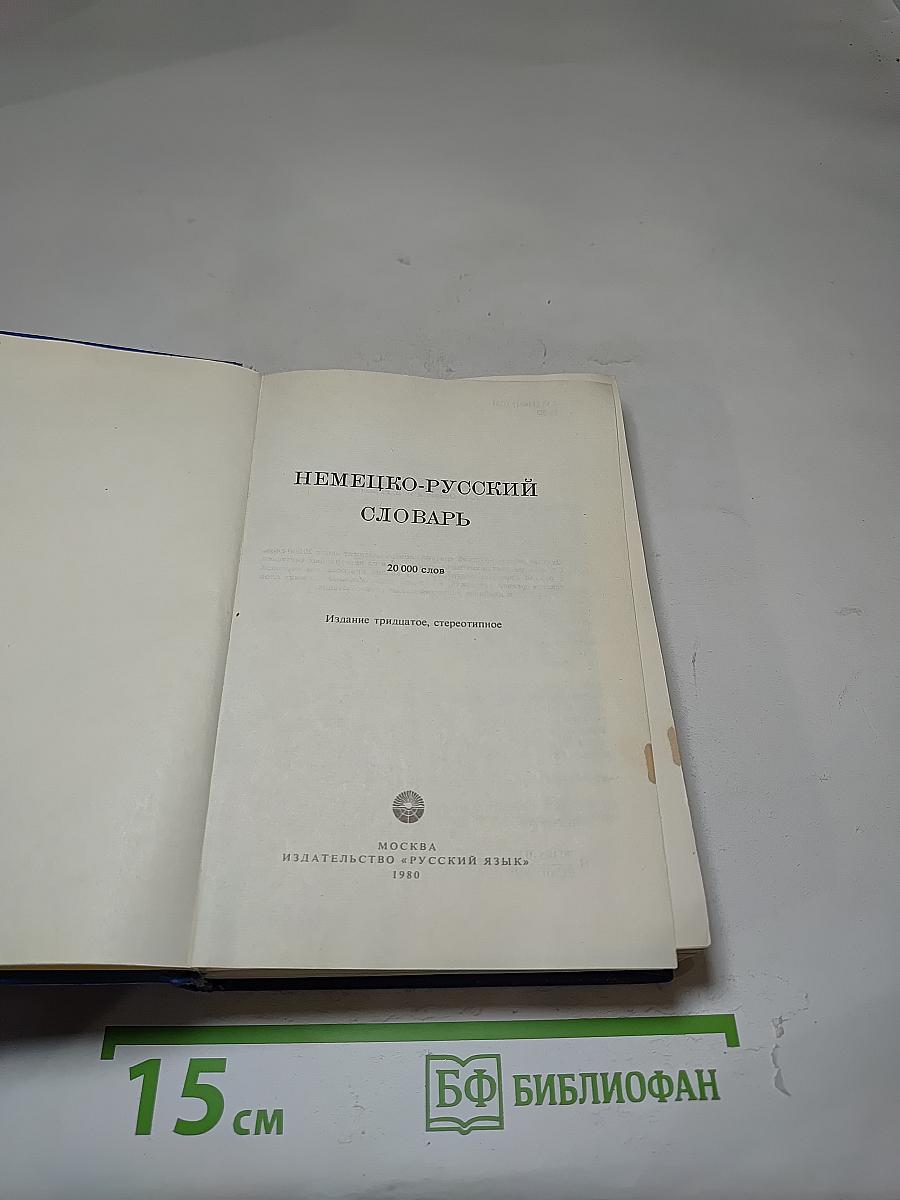 НЕМЕЦКО-РУССКИЙ
СЛОВАРЬ
20 000 слов
Издание тридцатое, стереотипное
МОСКВА
ИЗДАТЕЛЬСТВО «РУССКИЙ ЯЗЫК»
1980
15 см
БФ БИБЛИОФАН